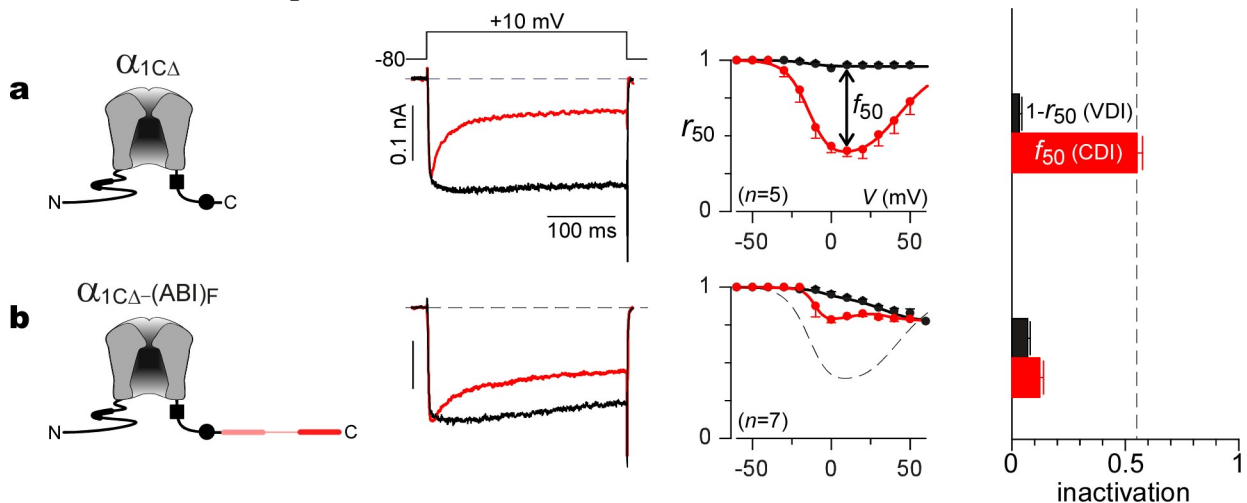 +10 mV
-80
a
α1CΔ
N
C
0.1 nA
100 ms
1
r50
0
f50
(n=5)
V (mV)
-50
0
50
1-r50 (VDI)
f50 (CDI)
b
α1CΔ-(ABI)F
N
C
1
0
(n=7)
-50
0
50
0
0.5
1
inactivation